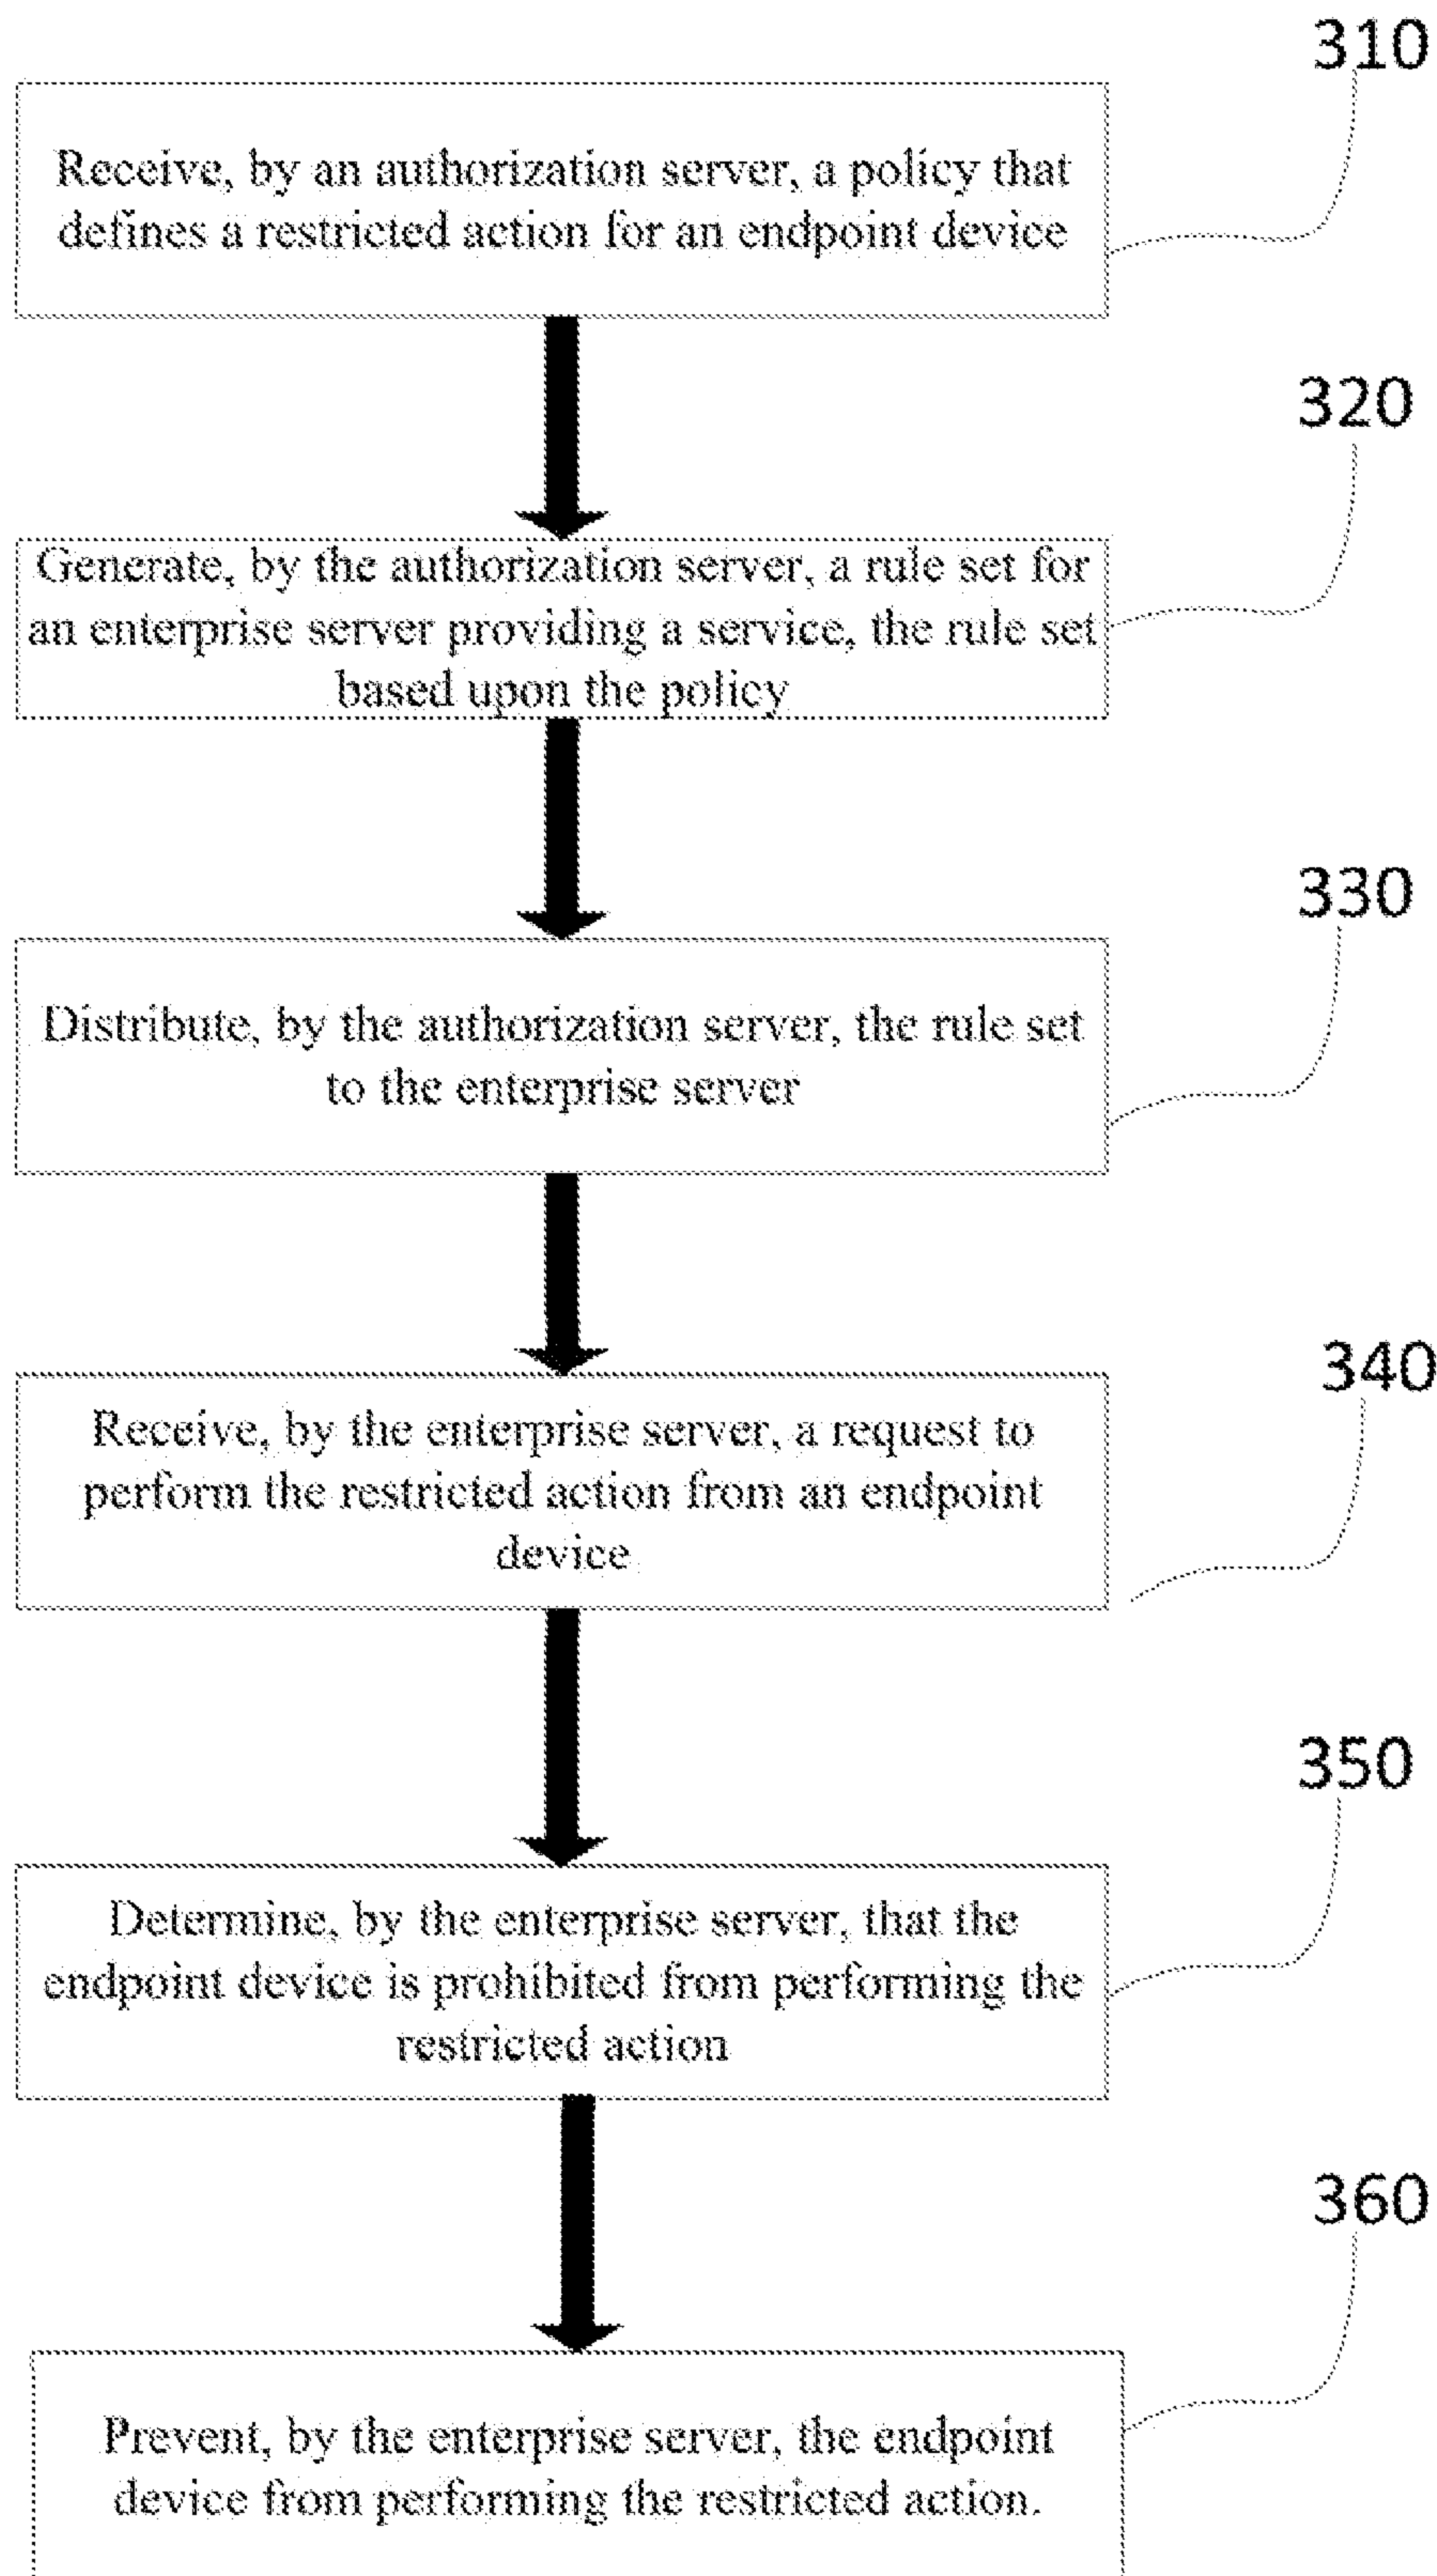 310
Receive, by an authorization server, a policy that
defines a restricted action for an endpoint device
320
Generate, by the authorization server, a rule set for
an enterprise server providing a service, the rule set
based upon the policy
330
Distribute, by the authorization server, the rule set
to the enterprise server
340
Receive, by the enterprise server, a request to
perform the restricted action from an endpoint
device
350
Determine, by the enterprise server, that the
endpoint device is prohibited from performing the
restricted action
360
Prevent, by the enterprise server, the endpoint
device from performing the restricted action.